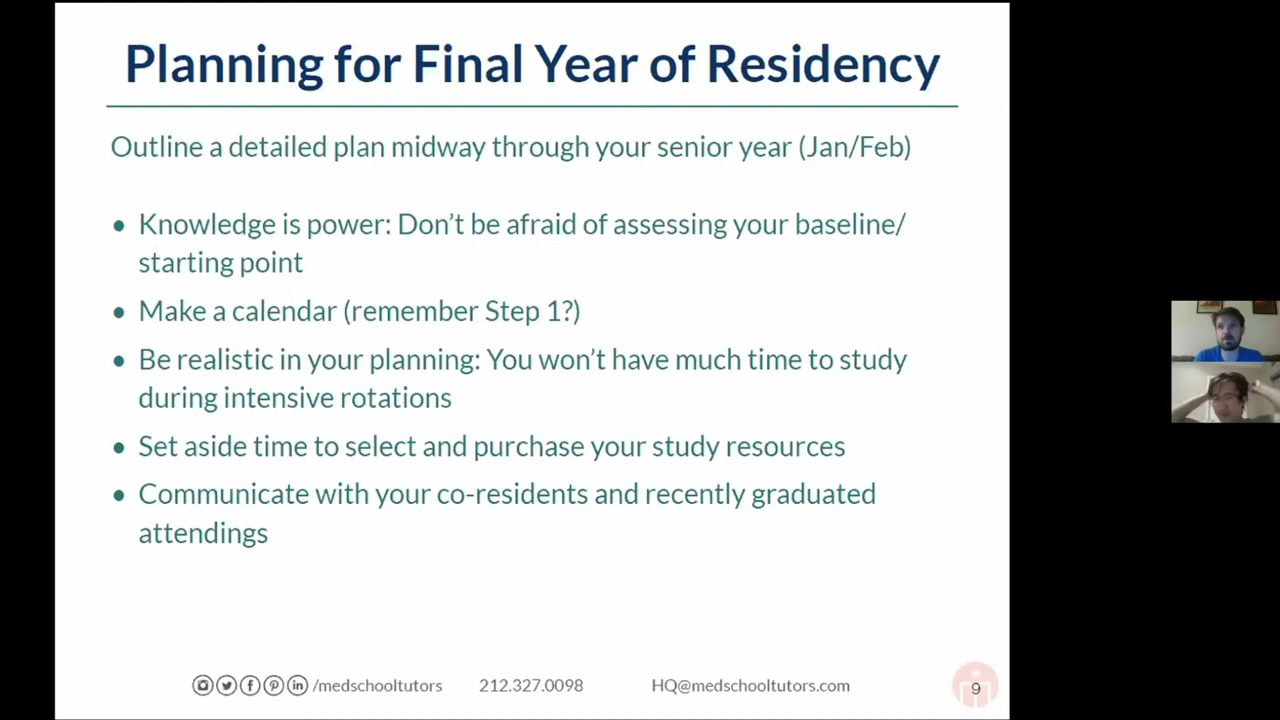 Planning for Final Year of Residency
Outline a detailed plan midway through your senior year (Jan/Feb)
• Knowledge is power: Don’t be afraid of assessing your baseline/
starting point
• Make a calendar (remember Step 1?)
• Be realistic in your planning: You won’t have much time to study
during intensive rotations
• Set aside time to select and purchase your study resources
• Communicate with your co-residents and recently graduated
attendings
/medschooltutors 212.327.0098 HQ@medschooltutors.com 9